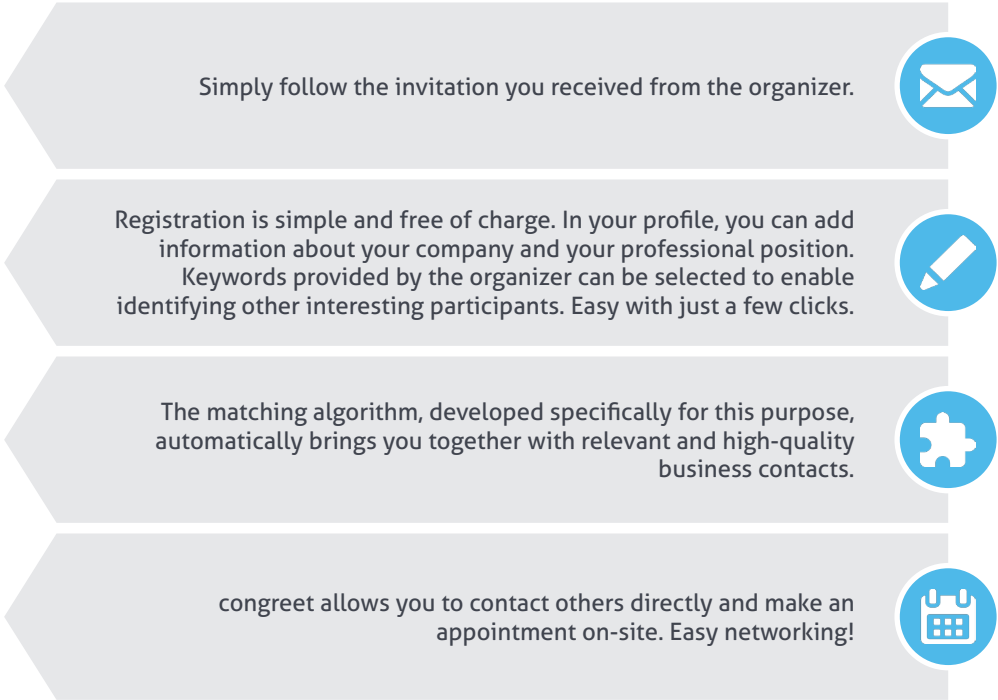 Simply follow the invitation you received from the organizer.
Registration is simple and free of charge. In your profile, you can add
information about your company and your professional position.
Keywords provided by the organizer can be selected to enable
identifying other interesting participants. Easy with just a few clicks.
The matching algorithm, developed specifically for this purpose,
automatically brings you together with relevant and high-quality
business contacts.
congreet allows you to contact others directly and make an
appointment on-site. Easy networking!